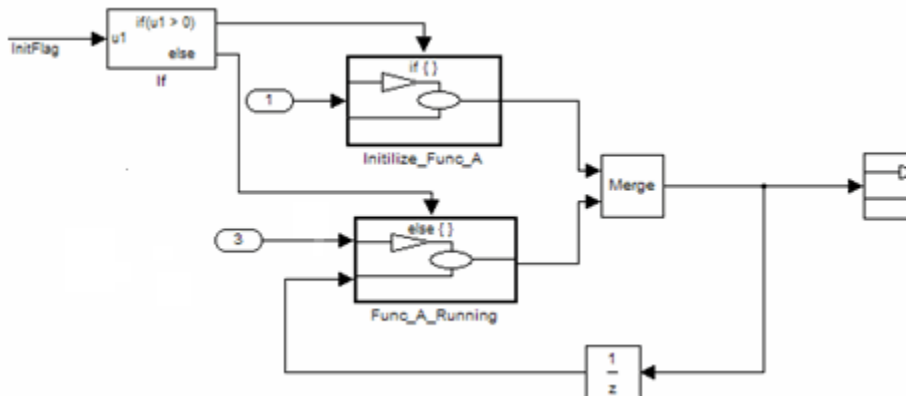 if(u1 > 0)
u1
else
InitFlag
If
if { }
1
Initilize_Func_A
Merge
else { }
3
Func_A_Running
1
z